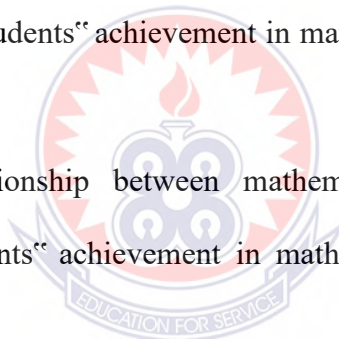 udents‟ achievement in ma
ionship between mathem
nts‟ achievement in math
EDUCATION FOR SERVICE